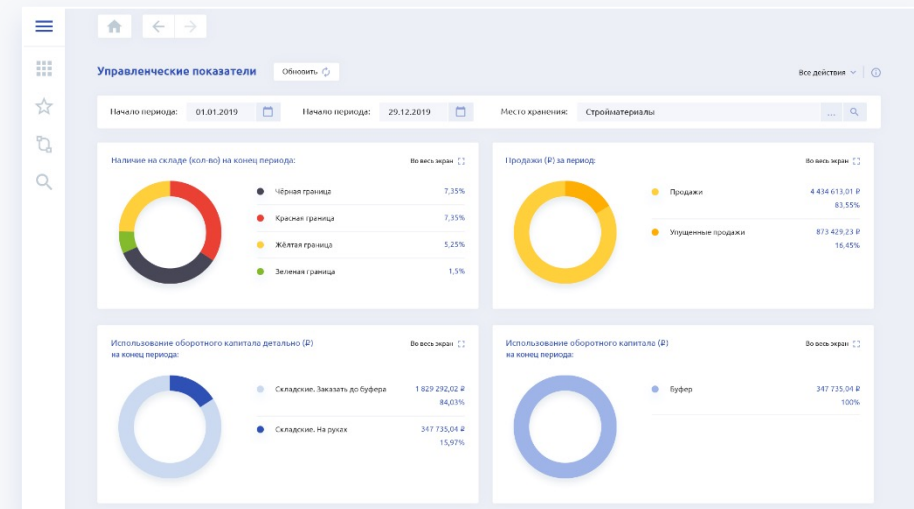 Управленческие показатели
Обновить
Все действия
Начало периода: 01.01.2019
Начало периода: 29.12.2019
Место хранения: Стройматериалы ...
Наличие на складе (кол-во) на конец периода:
Во весь экран
Чёрная граница 7,35%
Красная граница 7,35%
Жёлтая граница 5,25%
Зеленая граница 1,5%
Продажи (₽) за период:
Во весь экран
Продажи 4 434 613,01 ₽
83,55%
Упущенные продажи 873 429,23 ₽
16,45%
Использование оборотного капитала детально (₽)
на конец периода:
Во весь экран
Складские. Заказать до буфера 1 829 292,02 ₽
84,03%
Складские. На руках 347 735,04 ₽
15,97%
Использование оборотного капитала (₽)
на конец периода:
Во весь экран
Буфер 347 735,04 ₽
100%